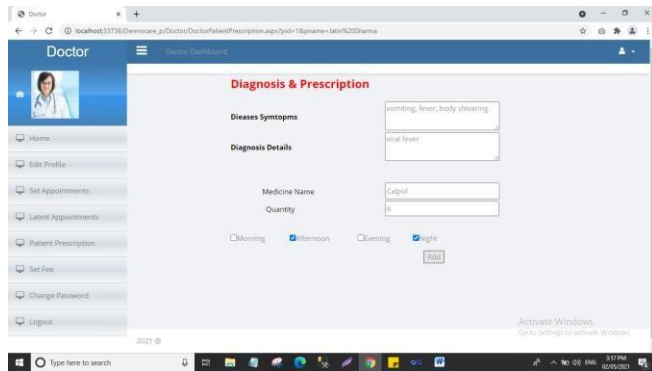 Doctor
localhost:33736/Dermocare_p/Doctor/DoctorPatientPrescription.aspx?pid=1&pname=Jatin%20Sharma
Doctor
Doctor Dashboard
Home
Edit Profile
Set Appointments
Latest Appointments
Patient Prescription
Set Fee
Change Password
Logout
Diagnosis & Prescription
Dieases Symtopms
vomiting, fever, body shivaring
Diagnosis Details
viral fever
Medicine Name
Calpol
Quantity
6
Morning Afternoon Evening Night
Add
Activate Windows
Go to Settings to activate Windows.
2021 @
Type here to search
ENG
3:57 PM
02/05/2021